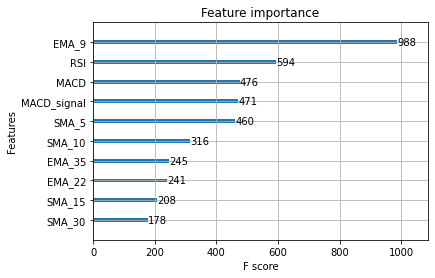 Feature importance
EMA_9 988
RSI 594
MACD 476
MACD_signal 471
SMA_5 460
SMA_10 316
EMA_35 245
EMA_22 241
SMA_15 208
SMA_30 178
Features
0 200 400 600 800 1000
F score